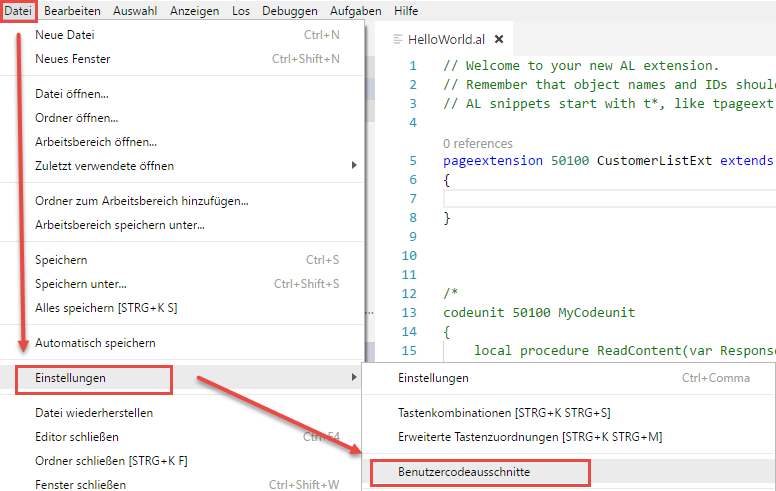 Datei Bearbeiten Auswahl Anzeigen Los Debuggen Aufgaben Hilfe
Neue Datei Ctrl+N
Neues Fenster Ctrl+Shift+N
Datei öffnen...
Ordner öffnen...
Arbeitsbereich öffnen...
Zuletzt verwendete öffnen
Ordner zum Arbeitsbereich hinzufügen...
Arbeitsbereich speichern unter...
Speichern Ctrl+S
Speichern unter... Ctrl+Shift+S
Alles speichern [STRG+K S]
Automatisch speichern
Einstellungen
Datei wiederherstellen
Editor schließen Ctrl+F4
Ordner schließen [STRG+K F]
Fenster schließen Ctrl+Shift+W
HelloWorld.al
1 // Welcome to your new AL extension.
2 // Remember that object names and IDs shou
3 // AL snippets start with t*, like tpageext
4
0 references
5 pageextension 50100 CustomerListExt extends
6 {
7
8 }
9
10
11
12 /*
13 codeunit 50100 MyCodeunit
14 {
15 local procedure ReadContent(var Respons
Einstellungen Ctrl+Comma
Tastenkombinationen [STRG+K STRG+S]
Erweiterte Tastenzuordnungen [STRG+K STRG+M]
Benutzercodeausschnitte